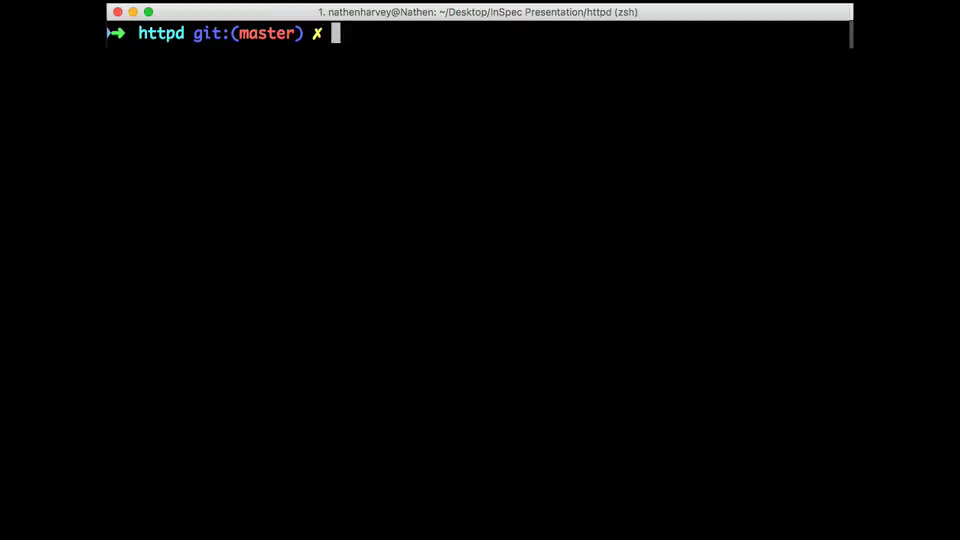 1. nathenharvey@Nathen: ~/Desktop/InSpec Presentation/httpd (zsh)
➜ httpd git:(master) ✗